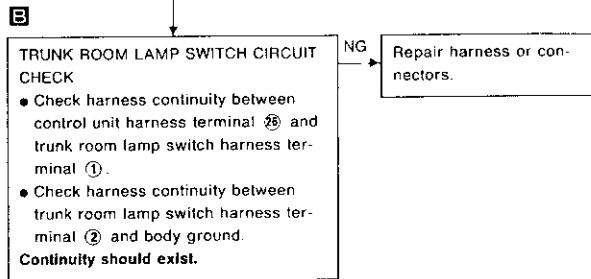 B
TRUNK ROOM LAMP SWITCH CIRCUIT
CHECK
● Check harness continuity between
control unit harness terminal ㉖ and
trunk room lamp switch harness ter-
minal ①.
● Check harness continuity between
trunk room lamp switch harness ter-
minal ② and body ground.
Continuity should exist.
NG
Repair harness or con-
nectors.